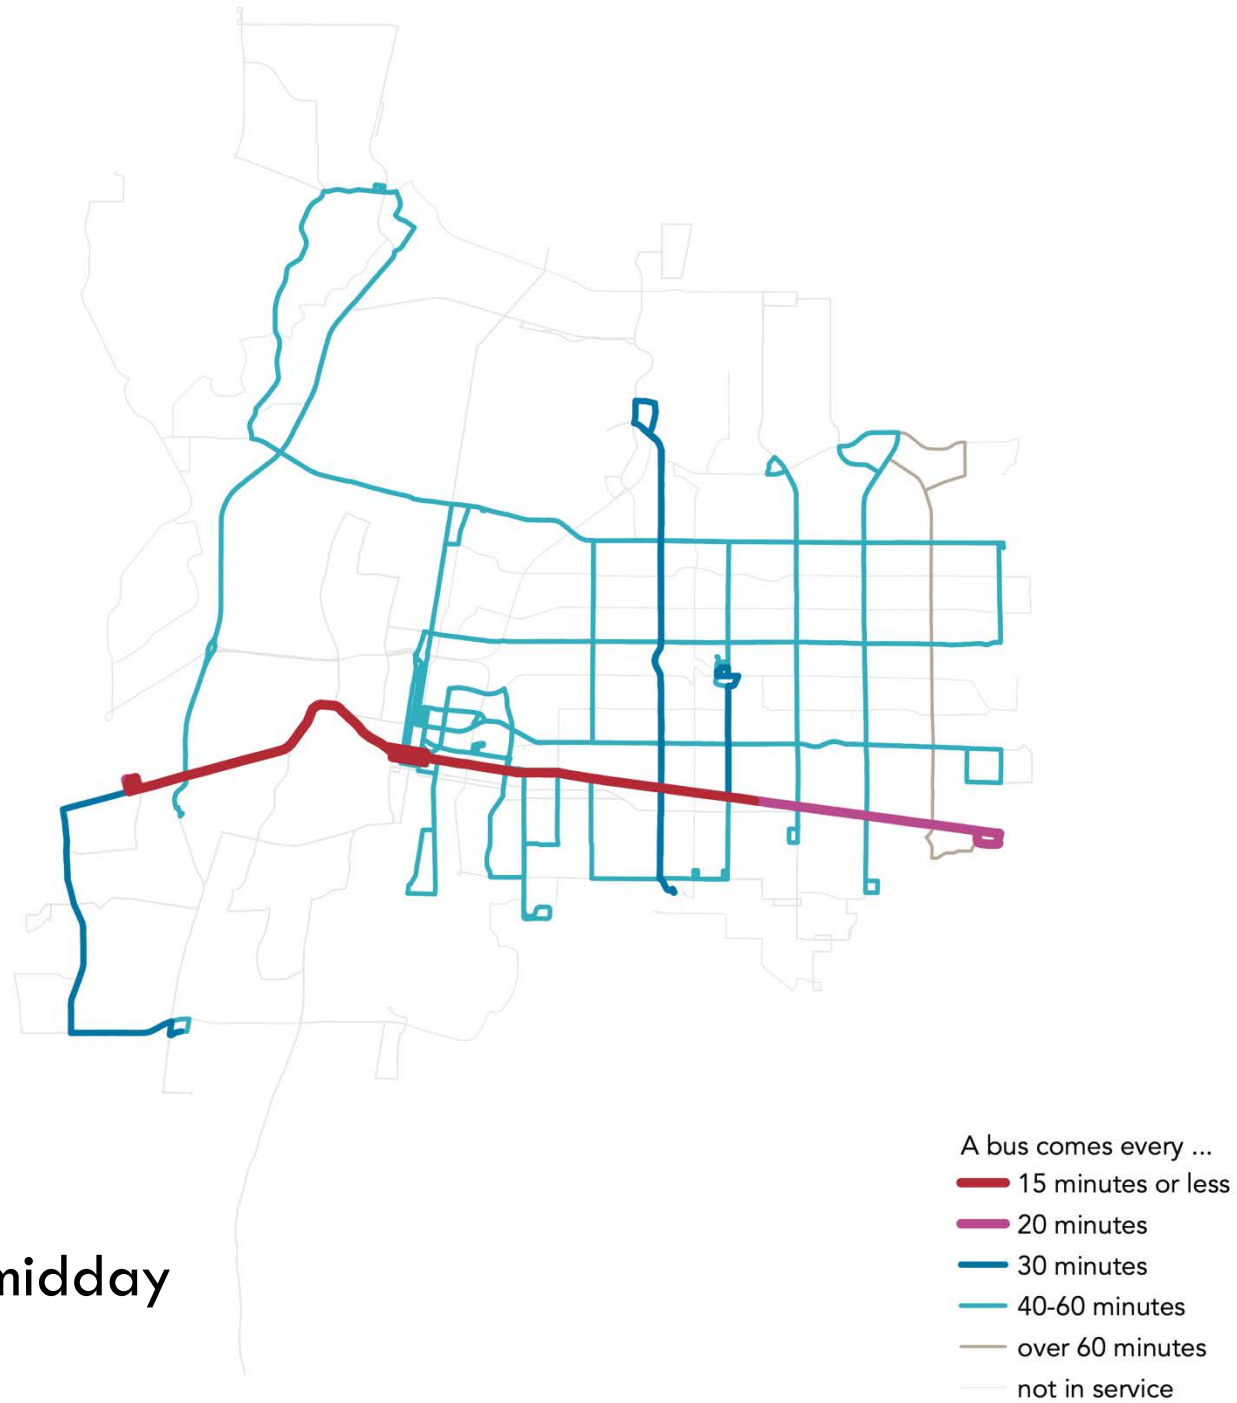 A bus comes every ...
15 minutes or less
20 minutes
30 minutes
40-60 minutes
over 60 minutes
not in service
midday